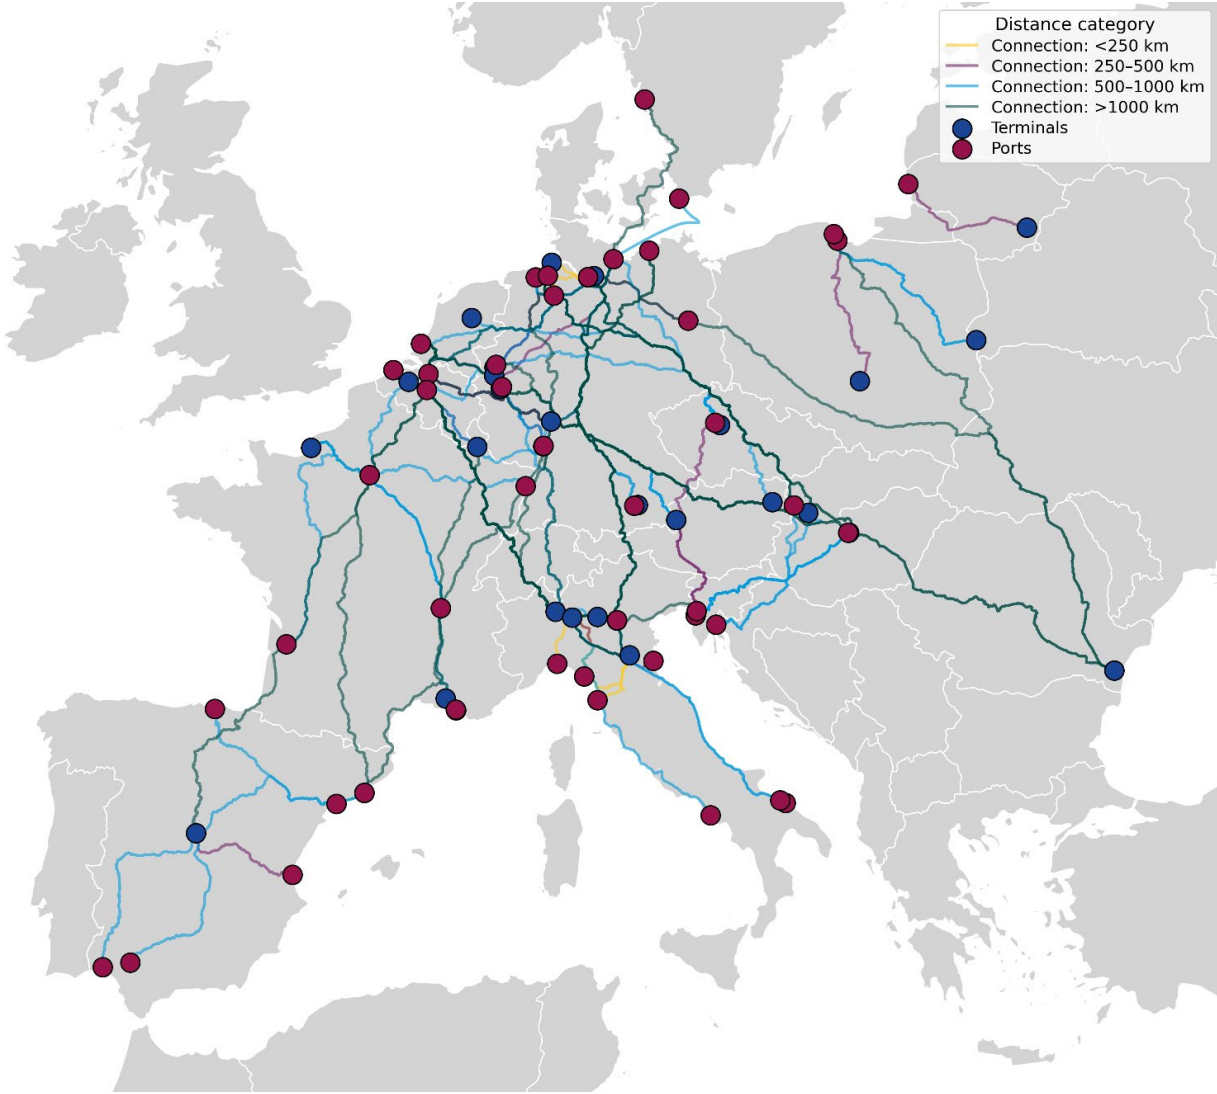 Distance category
Connection: <250 km
Connection: 250–500 km
Connection: 500–1000 km
Connection: >1000 km
Terminals
Ports